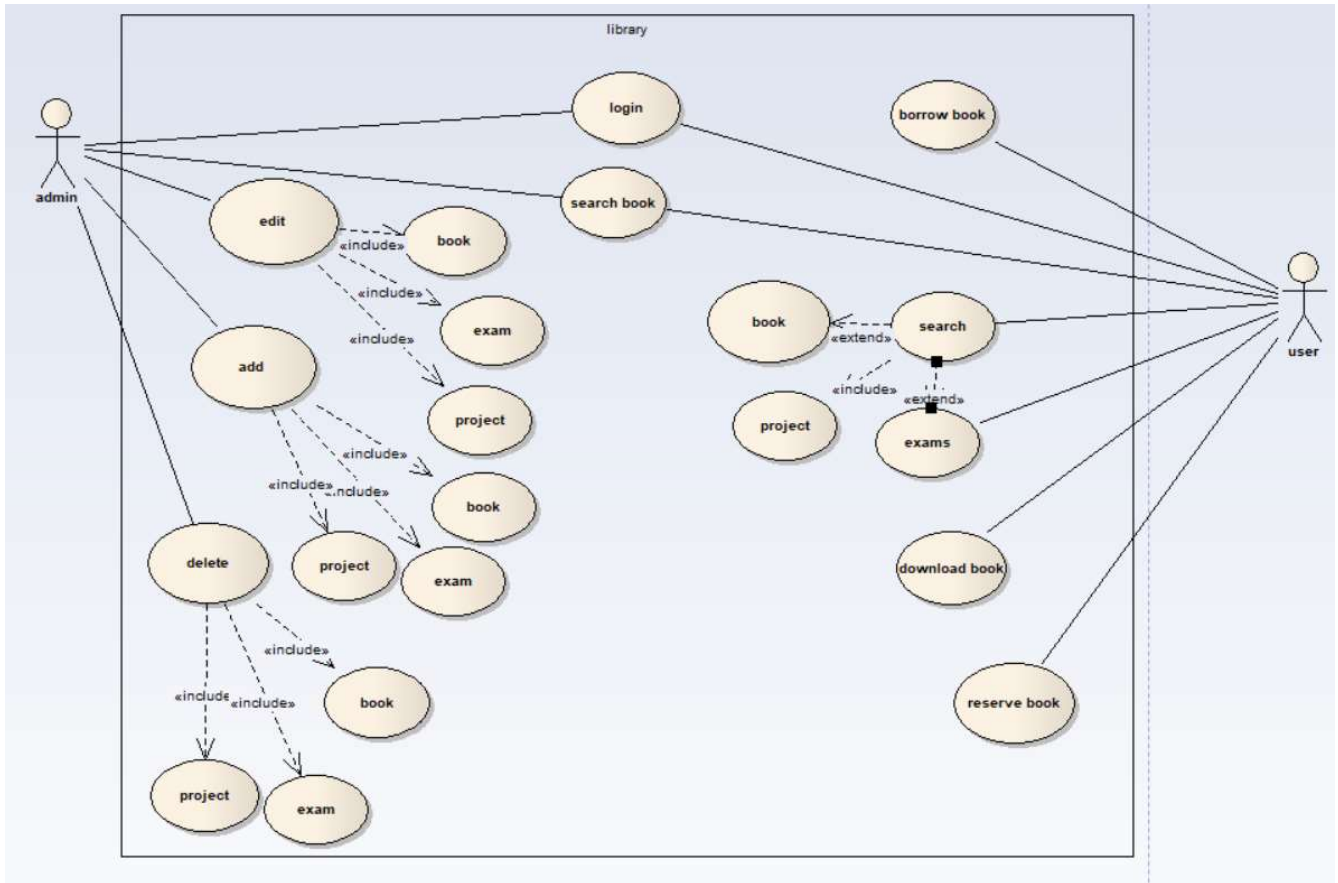 library
login
borrow book
admin
edit
search book
book
«include»
«include»
exam
«include»
book
search
«extend»
user
add
«include»
«extend»
project
project
exams
«include»
«include»
«include»
book
delete
project
exam
download book
«include»
«include»
«include»
book
reserve book
project
exam